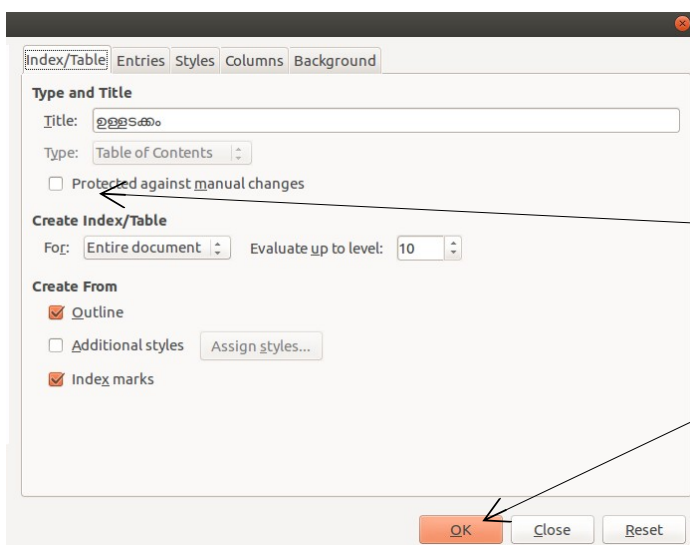 Index/Table Entries Styles Columns Background
Type and Title
Title: ഉള്ളടക്കം
Type: Table of Contents
Protected against manual changes
Create Index/Table
For: Entire document Evaluate up to level: 10
Create From
Outline
Additional styles Assign styles...
Index marks
OK Close Reset